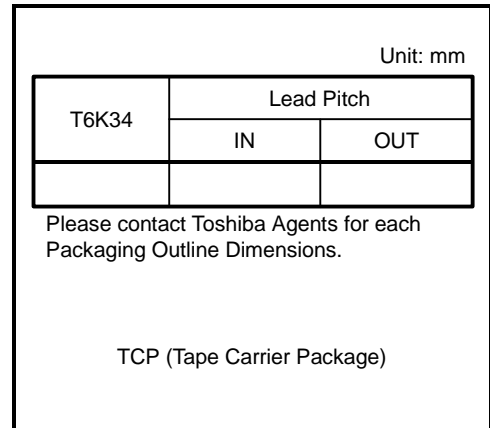 Unit: mm
T6K34
Lead Pitch
IN OUT
Please contact Toshiba Agents for each
Packaging Outline Dimensions.
TCP (Tape Carrier Package)